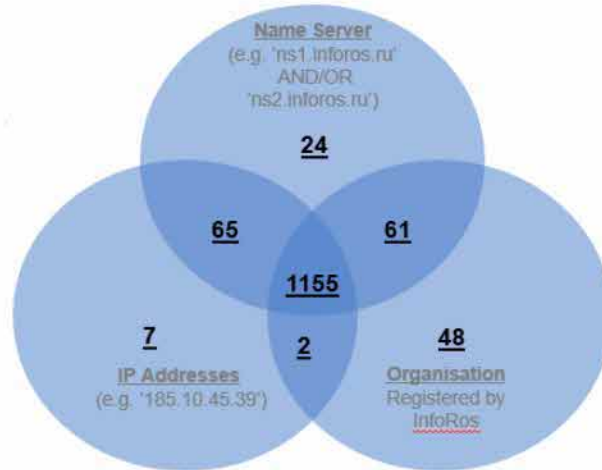 Name Server
(e.g. 'ns1.inforos.ru'
AND/OR
'ns2.inforos.ru')
24
65
61
1155
7
2
48
IP Addresses
(e.g. '185.10.45.39')
Organisation
Registered by
InfoRos